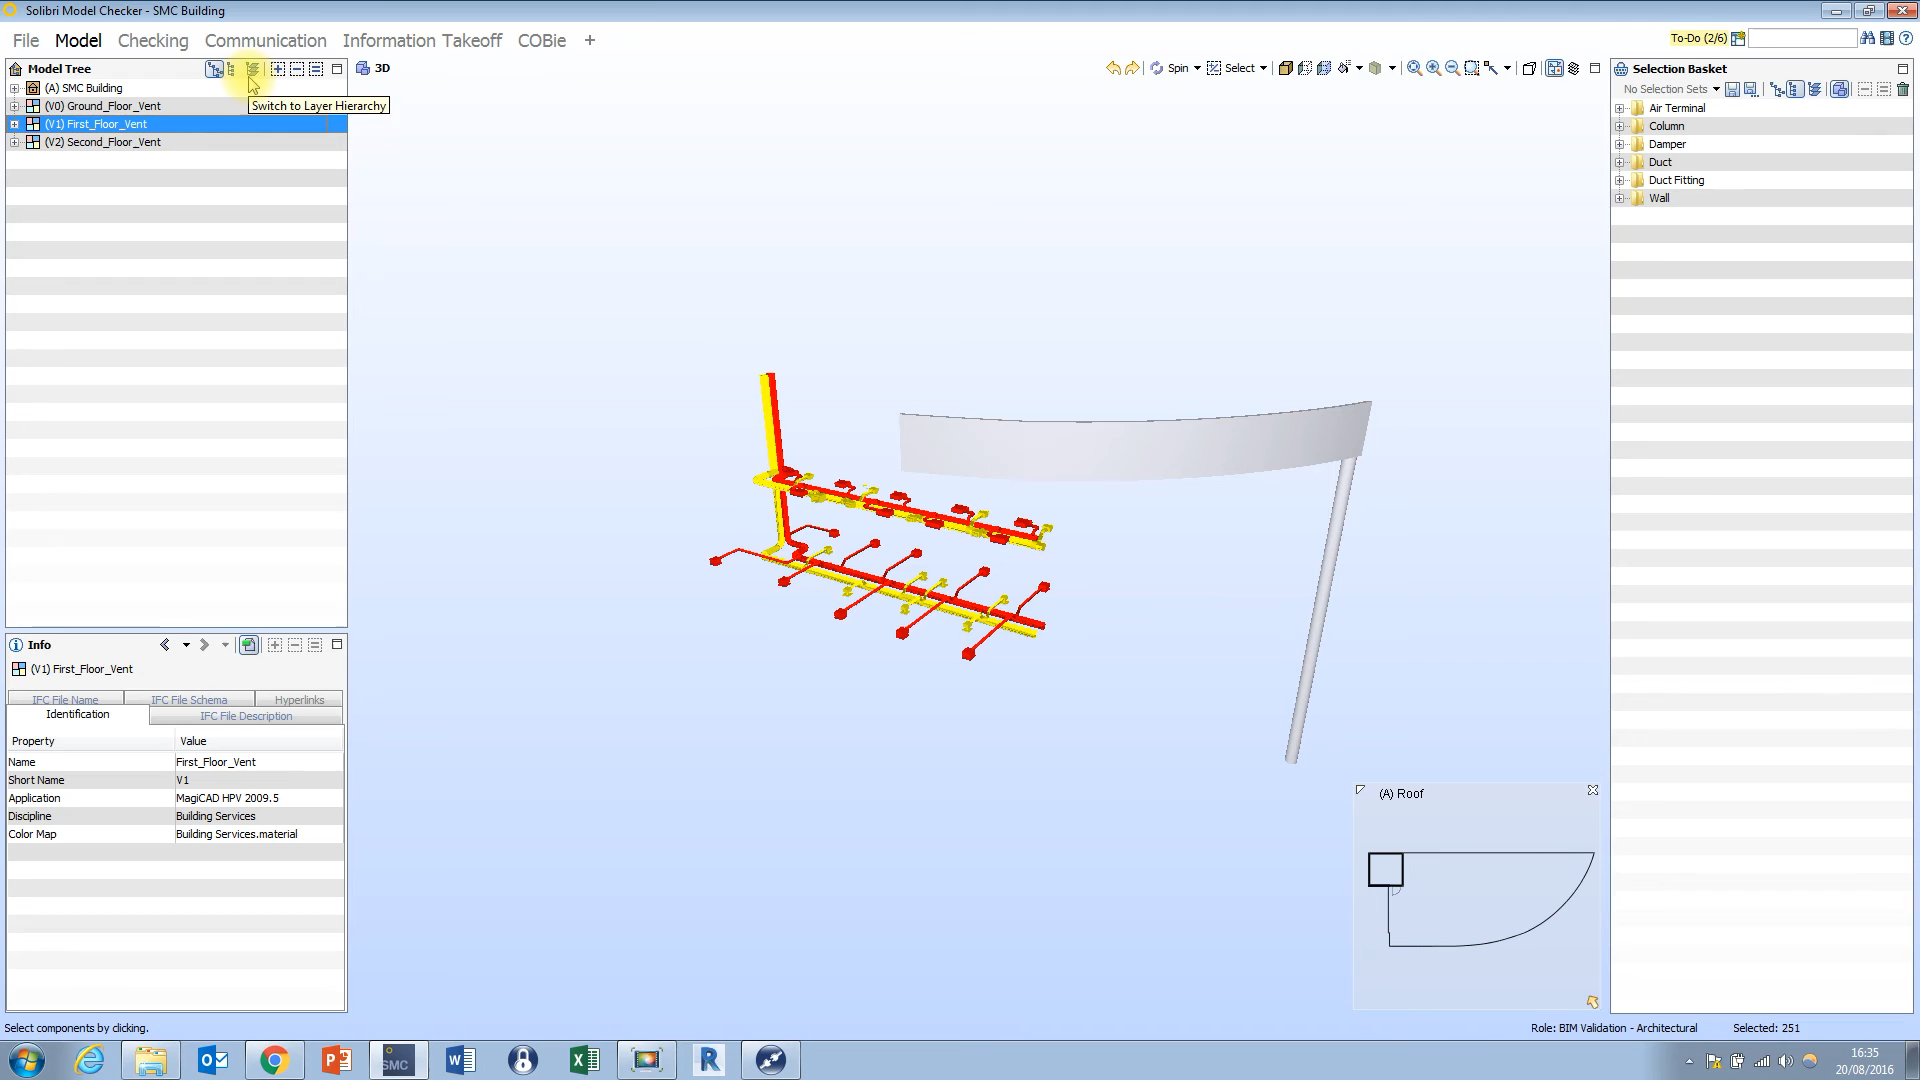 Solibri Model Checker - SMC Building
File Model Checking Communication Information Takeoff COBie +
To-Do (2/6)
Model Tree
(A) SMC Building
(V0) Ground_Floor_Vent
(V1) First_Floor_Vent
(V2) Second_Floor_Vent
Switch to Layer Hierarchy
3D
Spin
Select
Selection Basket
No Selection Sets
Air Terminal
Column
Damper
Duct
Duct Fitting
Wall
Info
(V1) First_Floor_Vent
IFC File Name IFC File Schema Hyperlinks
Identification IFC File Description
Property Value
Name First_Floor_Vent
Short Name V1
Application MagiCAD HPV 2009.5
Discipline Building Services
Color Map Building Services.material
(A) Roof
Select components by clicking.
Role: BIM Validation - Architectural Selected: 251
SMC
16:35
20/08/2016